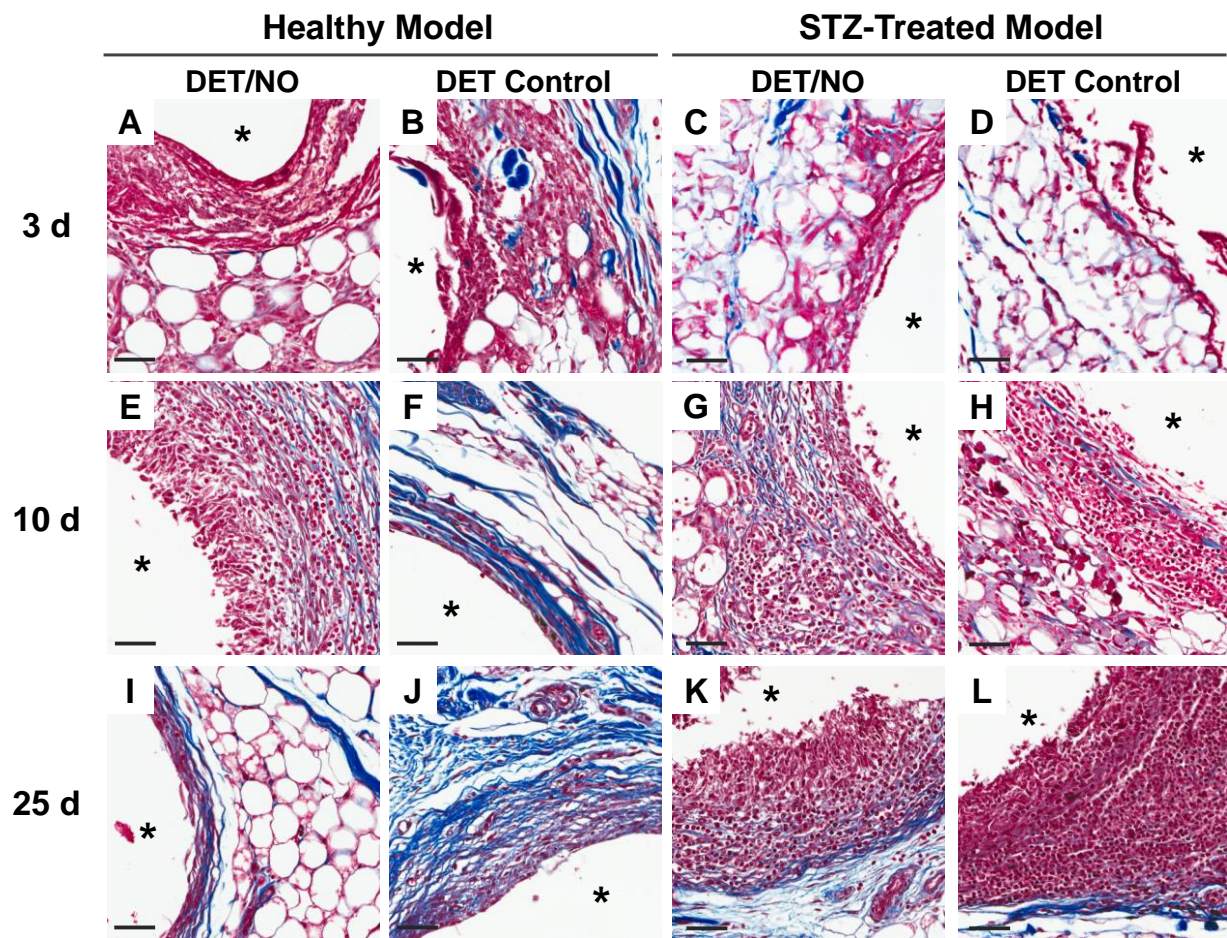 Healthy Model STZ-Treated Model
DET/NO DET Control DET/NO DET Control
3 d A * B * C * D *
10 d E * F * G * H *
25 d I * J * K * L *